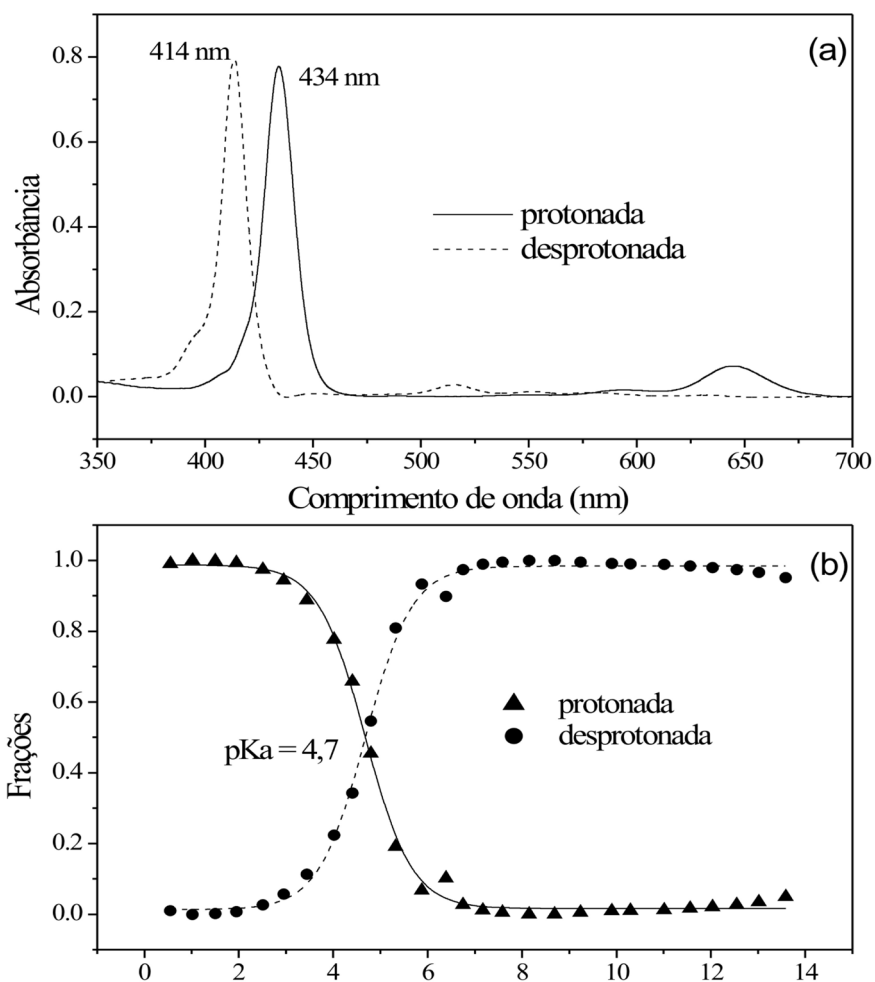 (a)
414 nm
434 nm
0.8
0.6
0.4
0.2
0.0
Absorbância
protonada
desprotonada
350 400 450 500 550 600 650 700
Comprimento de onda (nm)
(b)
1.0
0.8
0.6
0.4
0.2
0.0
Frações
protonada
desprotonada
pKa = 4,7
0 2 4 6 8 10 12 14